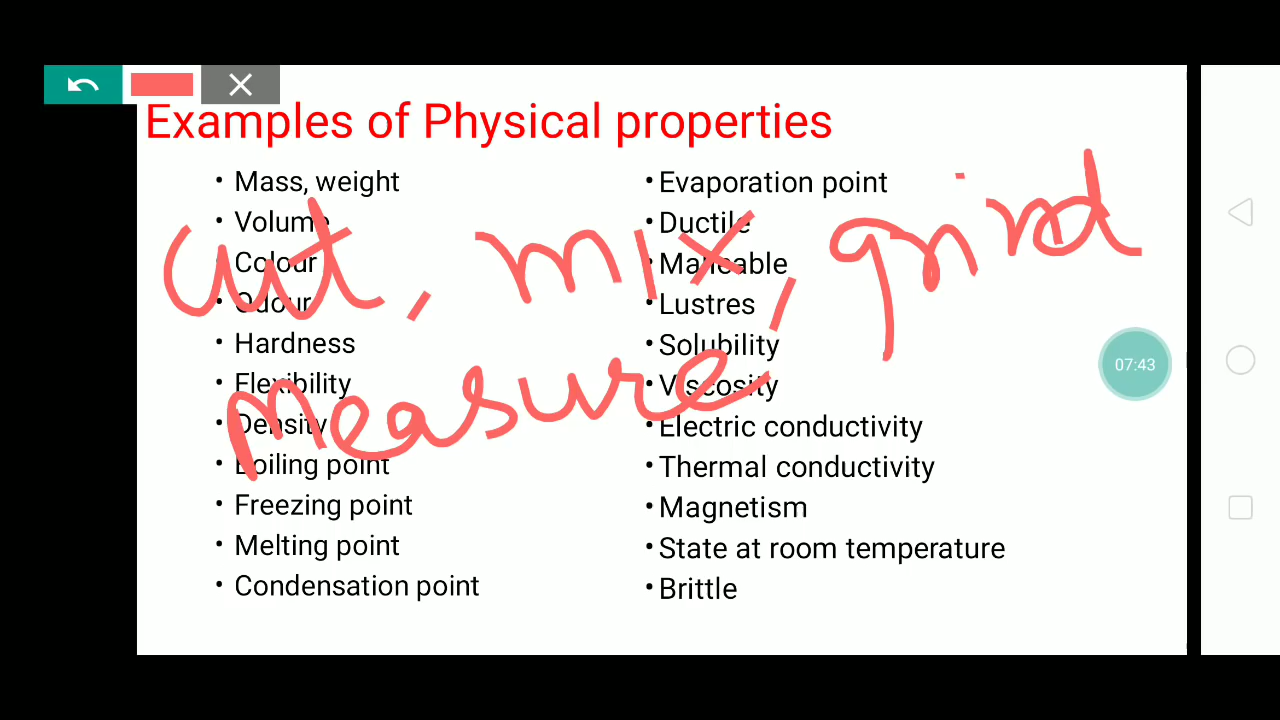 Examples of Physical properties
• Mass, weight
• Volume
• Colour
• Odour
• Hardness
• Flexibility
• Density
• Boiling point
• Freezing point
• Melting point
• Condensation point
• Evaporation point
• Ductile
• Malleable
• Lustres
• Solubility
• Viscosity
• Electric conductivity
• Thermal conductivity
• Magnetism
• State at room temperature
• Brittle
cut, mix, grind
Measure
07:43